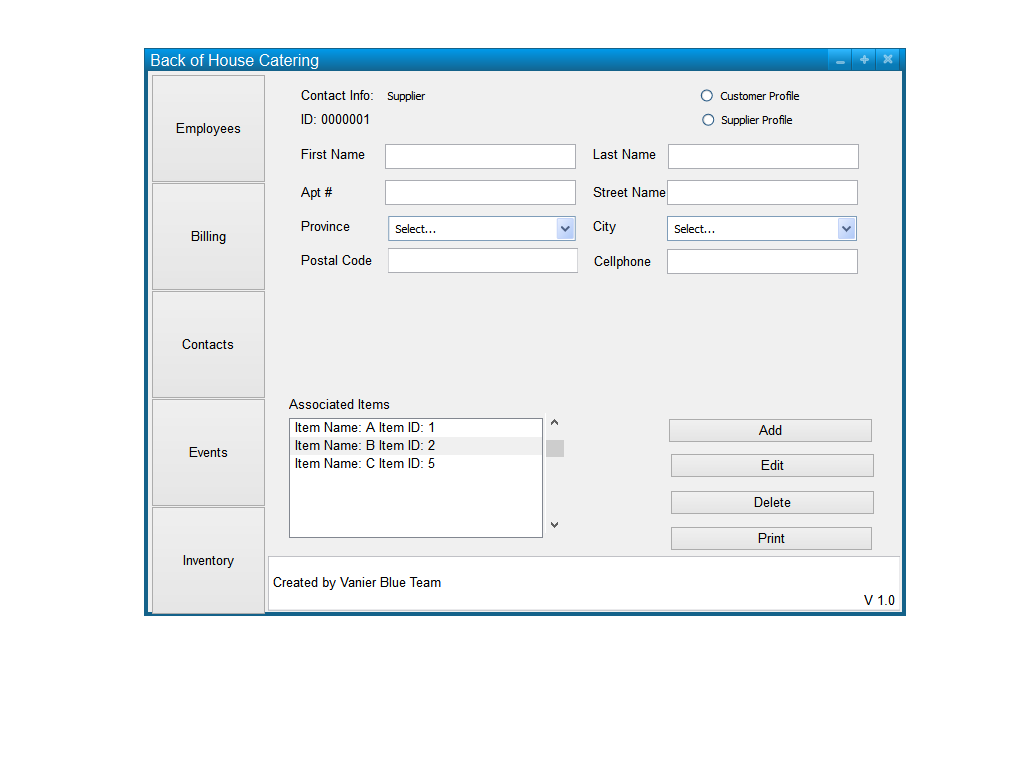 Back of House Catering
Employees
Billing
Contacts
Events
Inventory
Contact Info: Supplier
Customer Profile
ID: 0000001
Supplier Profile
First Name
Last Name
Apt #
Street Name
Province Select...
City Select...
Postal Code
Cellphone
Associated Items
Item Name: A Item ID: 1
Item Name: B Item ID: 2
Item Name: C Item ID: 5
Add
Edit
Delete
Print
Created by Vanier Blue Team
V 1.0